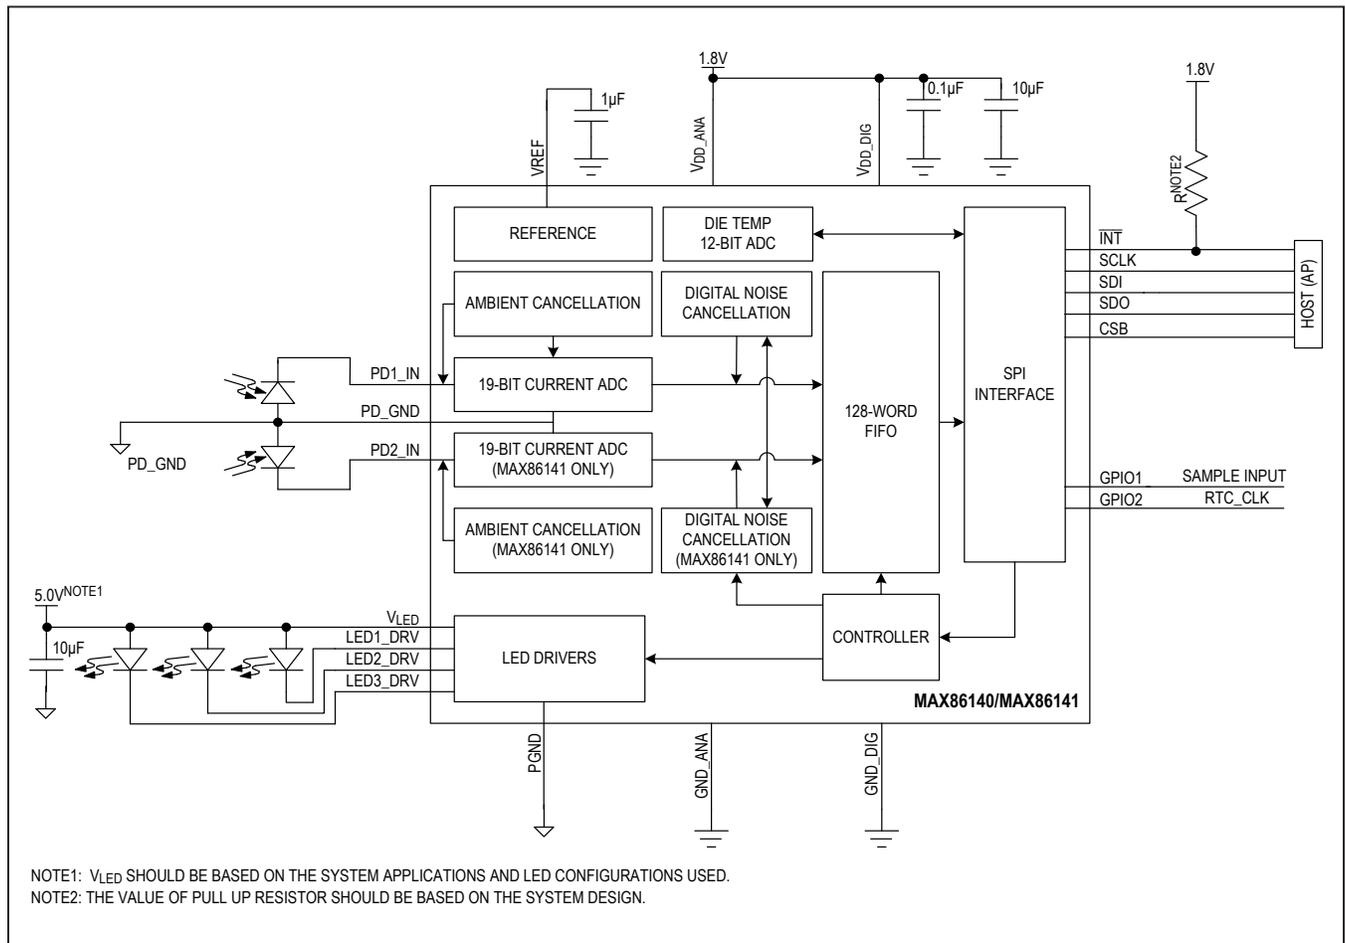 1.8V
1.8V
1µF
0.1µF
10µF
VREF
VDD_ANA
VDD_DIG
RNOTE2
REFERENCE
DIE TEMP
12-BIT ADC
INT
SCLK
SDI
SDO
CSB
HOST (AP)
AMBIENT CANCELLATION
DIGITAL NOISE
CANCELLATION
SPI
INTERFACE
PD1_IN
19-BIT CURRENT ADC
128-WORD
FIFO
PD_GND
PD_GND
PD2_IN
19-BIT CURRENT ADC
(MAX86141 ONLY)
GPIO1
SAMPLE INPUT
GPIO2
RTC_CLK
AMBIENT CANCELLATION
(MAX86141 ONLY)
DIGITAL NOISE
CANCELLATION
(MAX86141 ONLY)
5.0VNOTE1
10µF
VLED
LED1_DRV
LED2_DRV
LED3_DRV
LED DRIVERS
CONTROLLER
MAX86140/MAX86141
PGND
GND_ANA
GND_DIG
NOTE1: VLED SHOULD BE BASED ON THE SYSTEM APPLICATIONS AND LED CONFIGURATIONS USED.
NOTE2: THE VALUE OF PULL UP RESISTOR SHOULD BE BASED ON THE SYSTEM DESIGN.